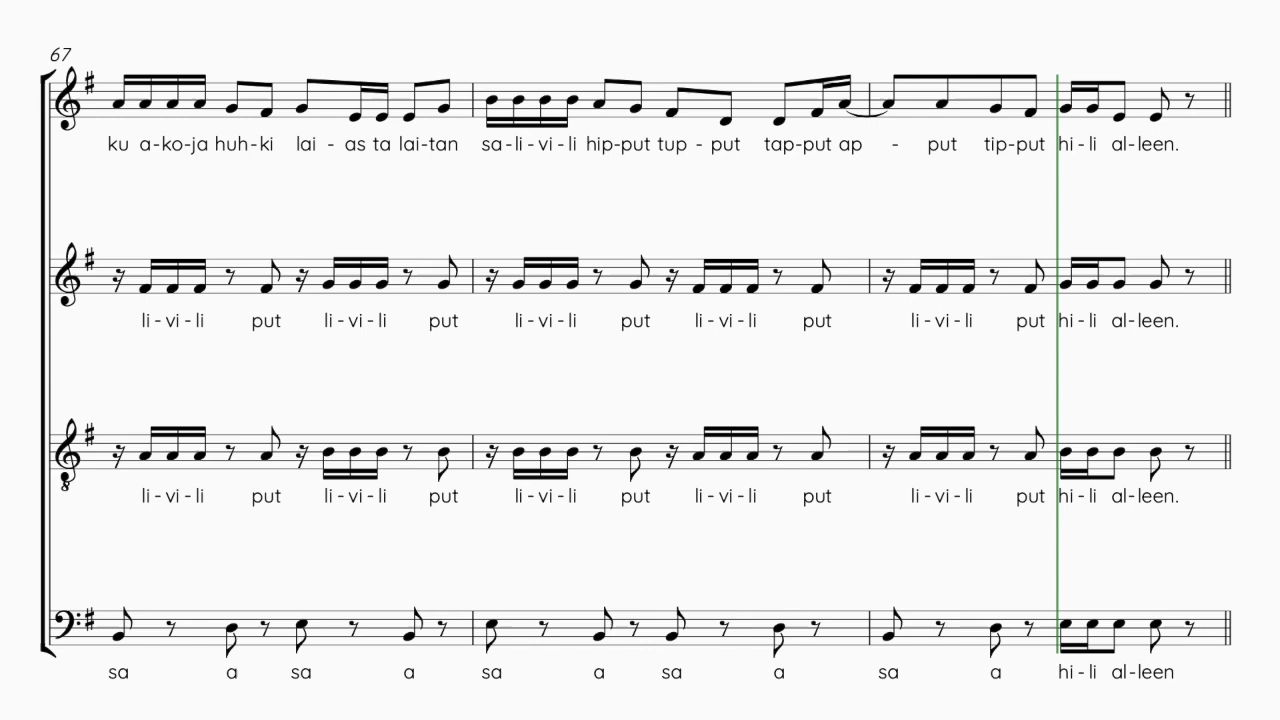 67
ku a-ko-ja huh-ki lai - as ta lai-tan sa-li-vi-li hip-put tup - put tap-put ap - put tip-put hi-li al-leen.
li-vi-li put li-vi-li put li-vi-li put li-vi-li put li-vi-li put hi-li al-leen.
li-vi-li put li-vi-li put li-vi-li put li-vi-li put li-vi-li put hi-li al-leen.
8
sa a sa a sa a sa a sa a hi-li al-leen